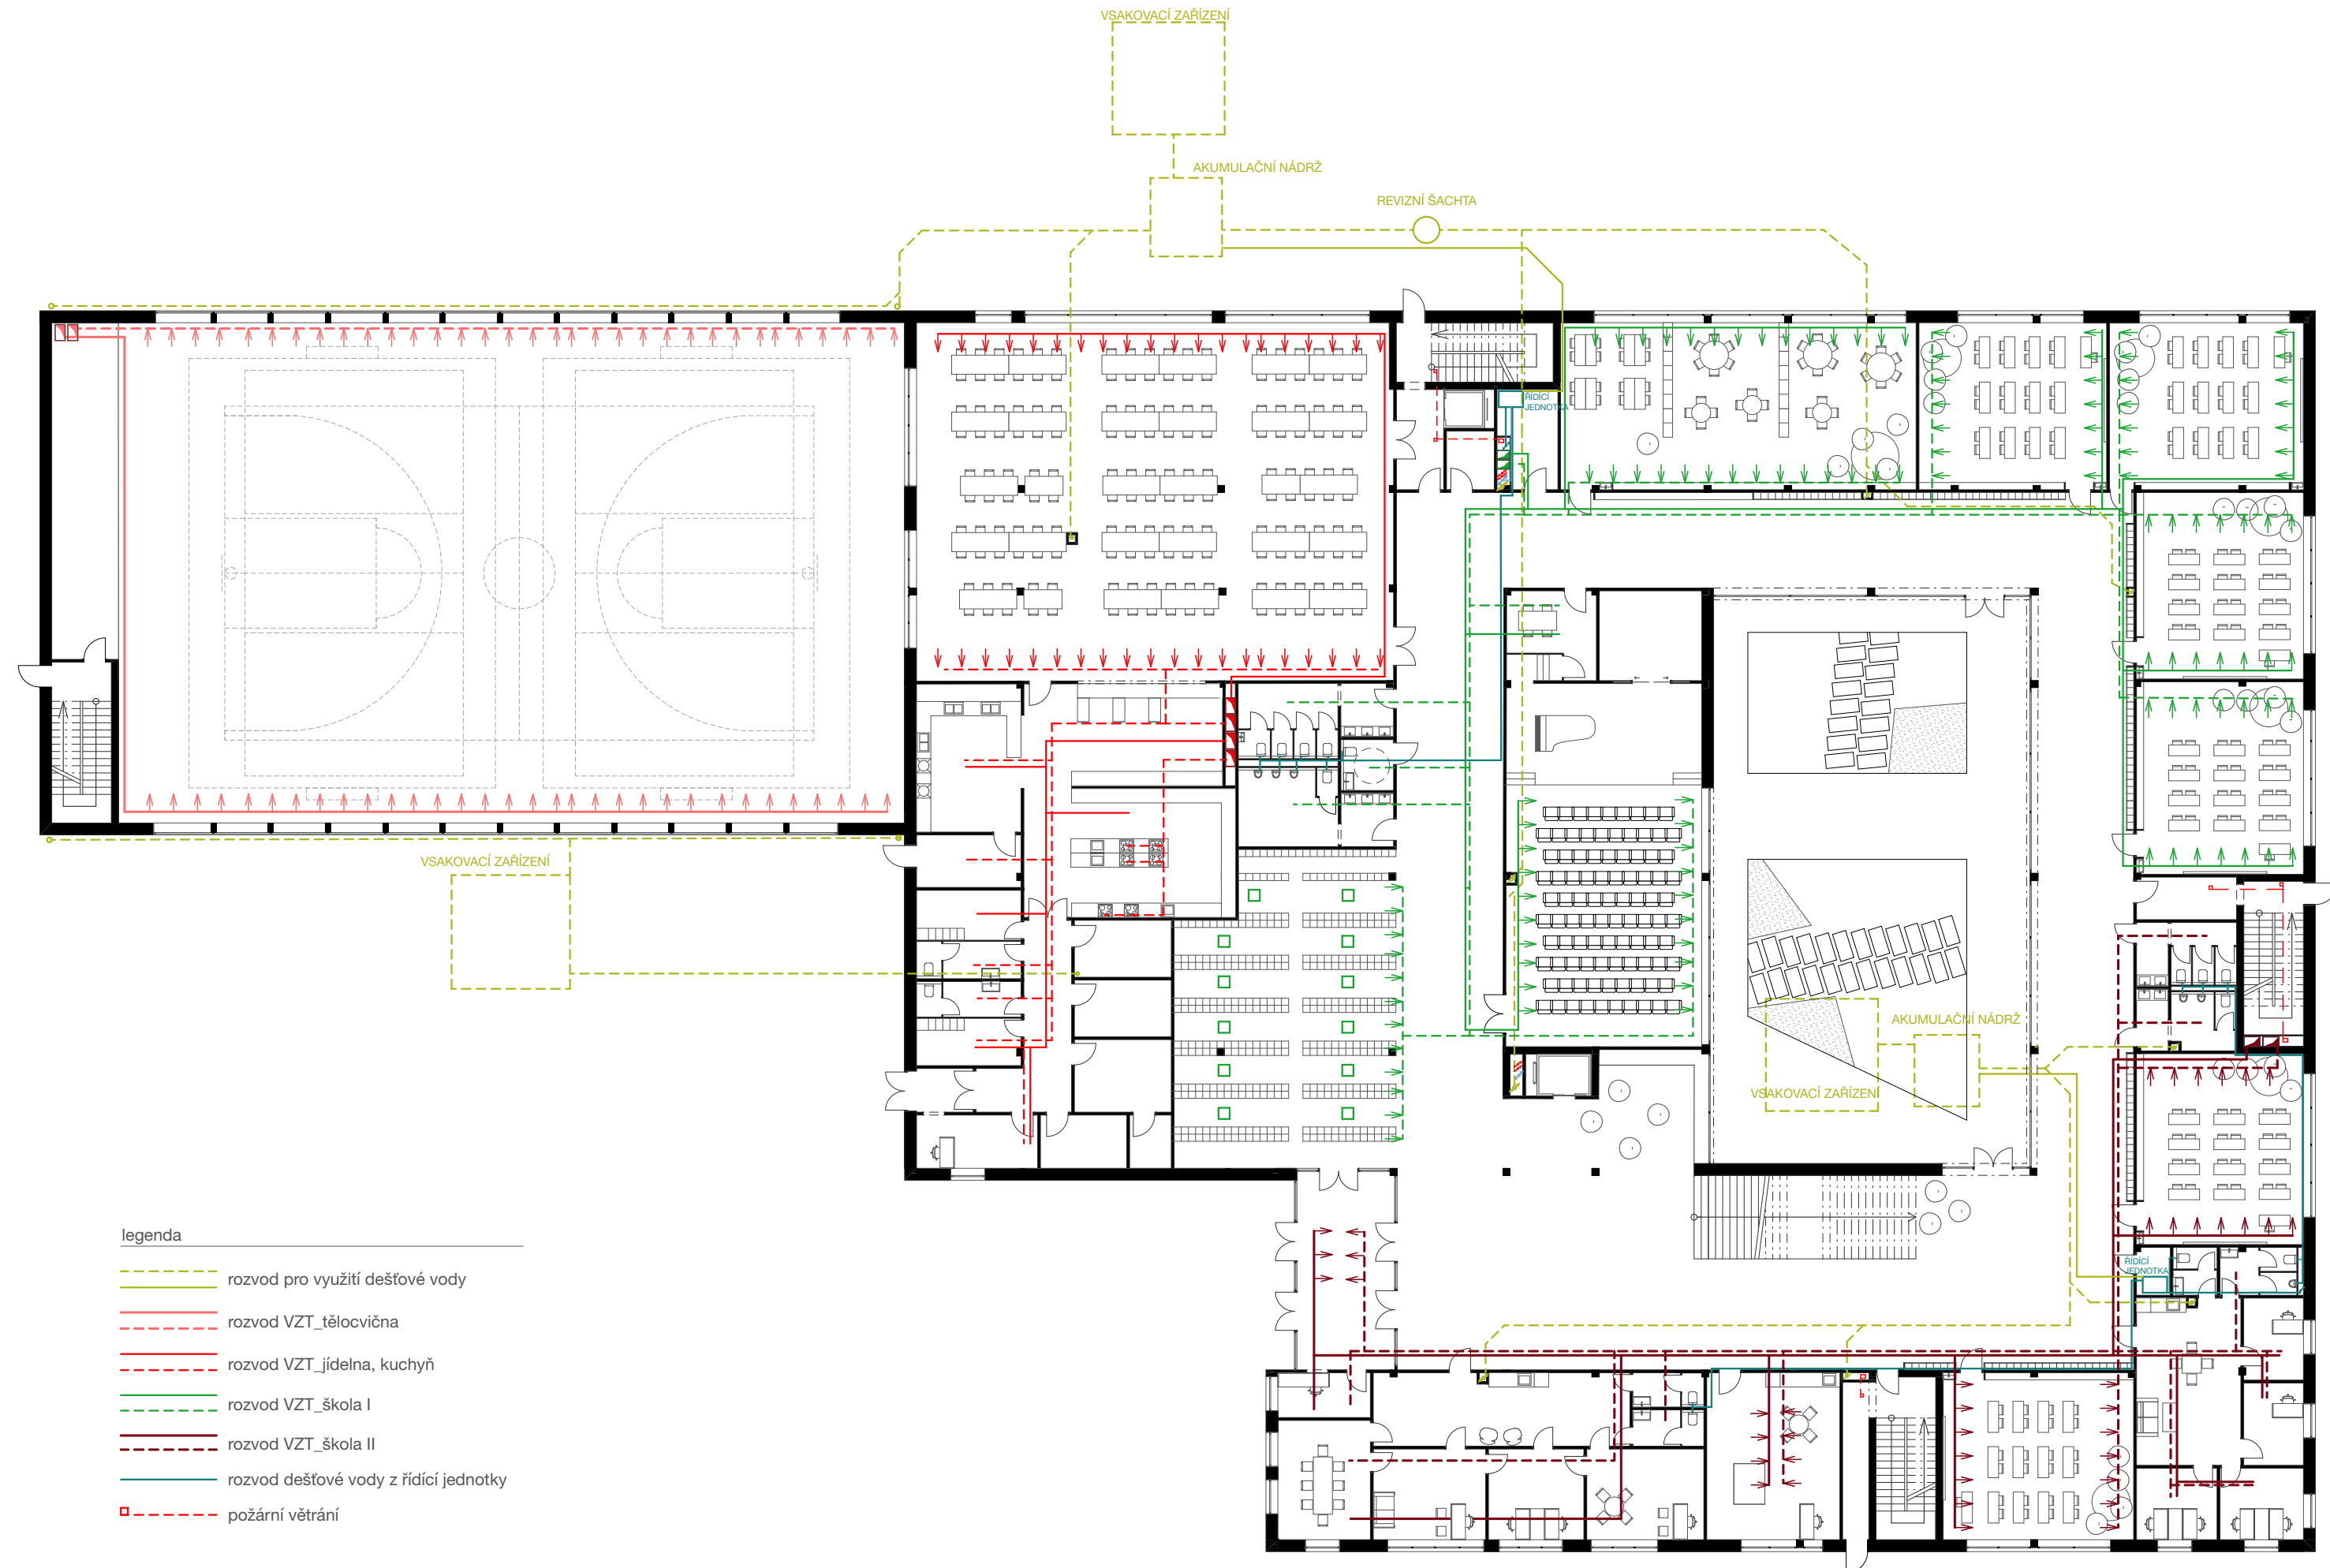 VSAKOVACÍ ZAŘÍZENÍ
AKUMULAČNÍ NÁDRŽ
REVIZNÍ ŠACHTA
ŘÍDÍCÍ
JEDNOTKA
VSAKOVACÍ ZAŘÍZENÍ
AKUMULAČNÍ NÁDRŽ
VSAKOVACÍ ZAŘÍZENÍ
ŘÍDÍCÍ
JEDNOTKA
legenda
rozvod pro využití dešťové vody
rozvod VZT_tělocvična
rozvod VZT_jídelna, kuchyň
rozvod VZT_škola I
rozvod VZT_škola II
rozvod dešťové vody z řídící jednotky
požární větrání